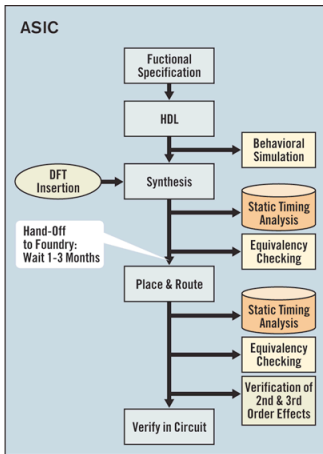 ASIC
Fuctional
Specification
HDL
Behavioral
Simulation
DFT
Insertion
Synthesis
Static Timing
Analysis
Hand-Off
to Foundry:
Wait 1-3 Months
Equivalency
Checking
Place & Route
Static Timing
Analysis
Equivalency
Checking
Verification of
2nd & 3rd
Order Effects
Verify in Circuit